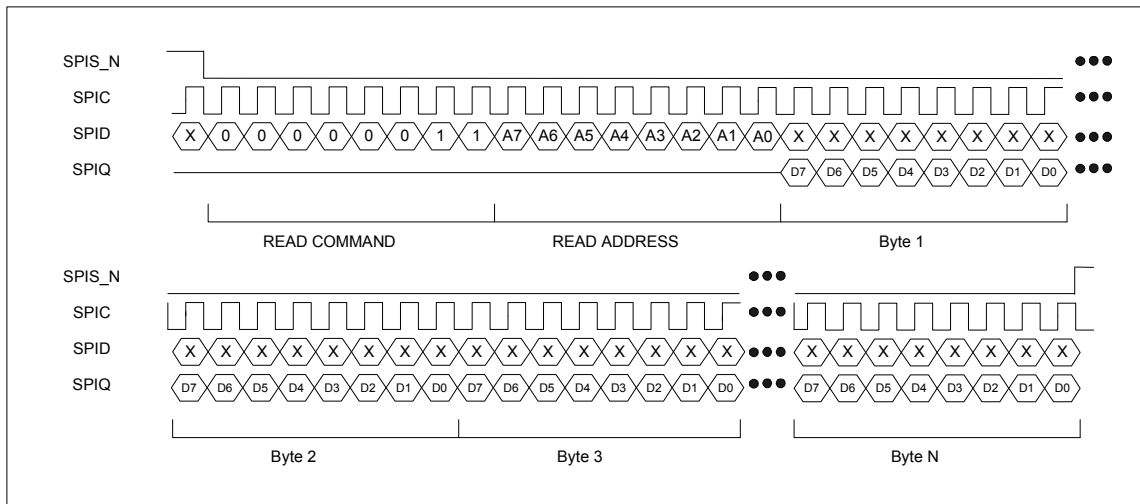 SPIS_N •••
SPIC •••
SPID X 0 0 0 0 0 0 1 1 A7 A6 A5 A4 A3 A2 A1 A0 X X X X X X X X •••
SPIQ D7 D6 D5 D4 D3 D2 D1 D0 •••
READ COMMAND READ ADDRESS Byte 1
SPIS_N •••
SPIC •••
SPID X X X X X X X X X X X X X X X X ••• X X X X X X X X
SPIQ D7 D6 D5 D4 D3 D2 D1 D0 D7 D6 D5 D4 D3 D2 D1 D0 ••• D7 D6 D5 D4 D3 D2 D1 D0
Byte 2 Byte 3 Byte N